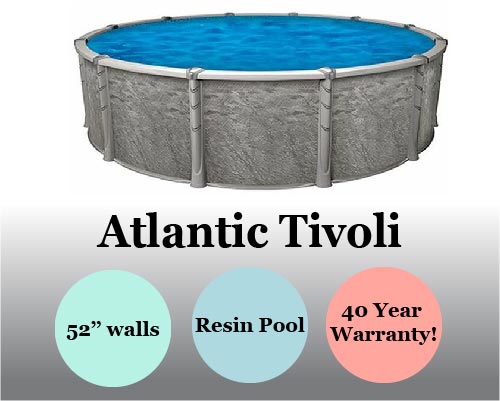 Atlantic Tivoli
52” walls
Resin Pool
40 Year
Warranty!